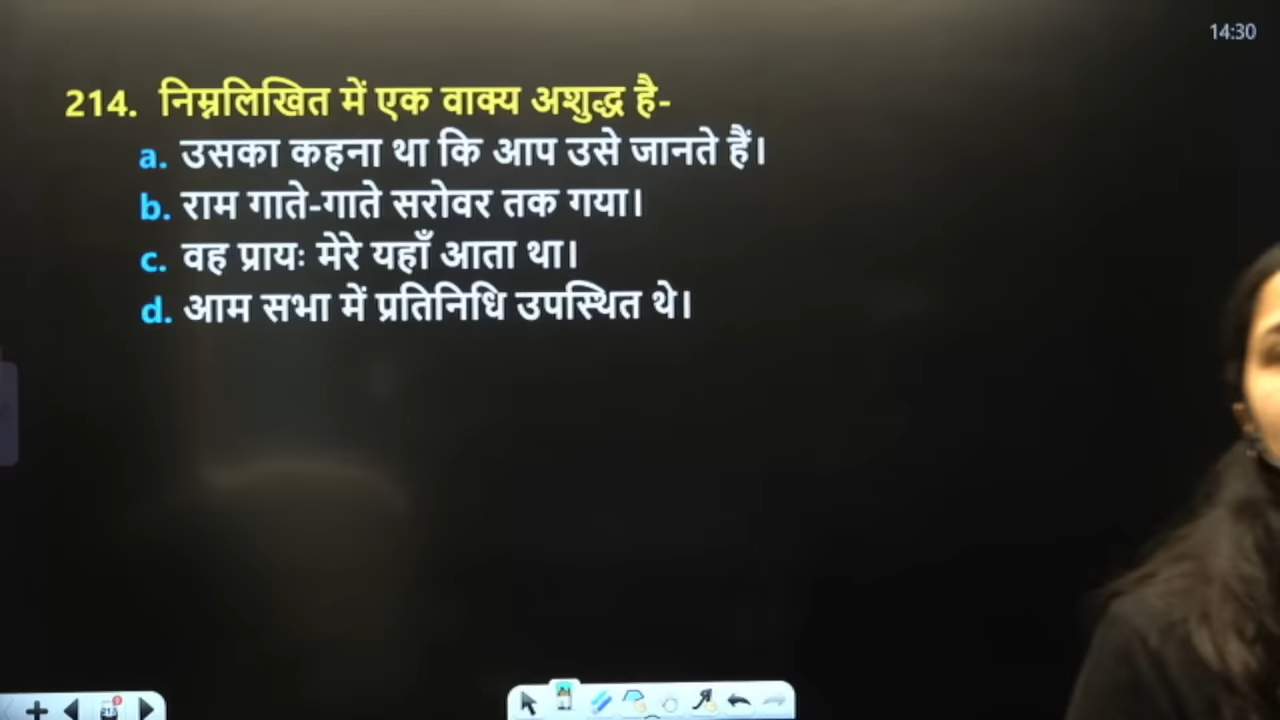 14:30
214. निम्नलिखित में एक वाक्य अशुद्ध है-
a. उसका कहना था कि आप उसे जानते हैं।
b. राम गाते-गाते सरोवर तक गया।
c. वह प्रायः मेरे यहाँ आता था।
d. आम सभा में प्रतिनिधि उपस्थित थे।